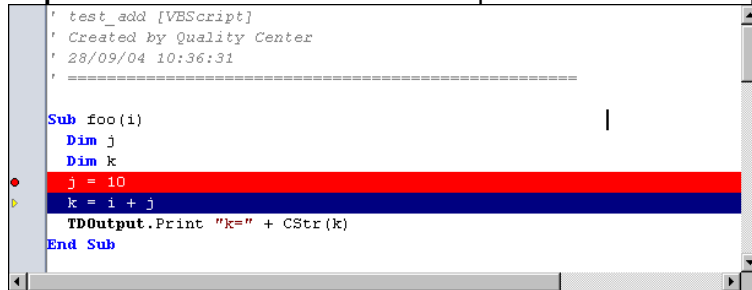 ' test_add [VBScript]
' Created by Quality Center
' 28/09/04 10:36:31
' ====================================================
Sub foo(i)
Dim j
Dim k
j = 10
k = i + j
TDOutput.Print "k=" + CStr(k)
End Sub